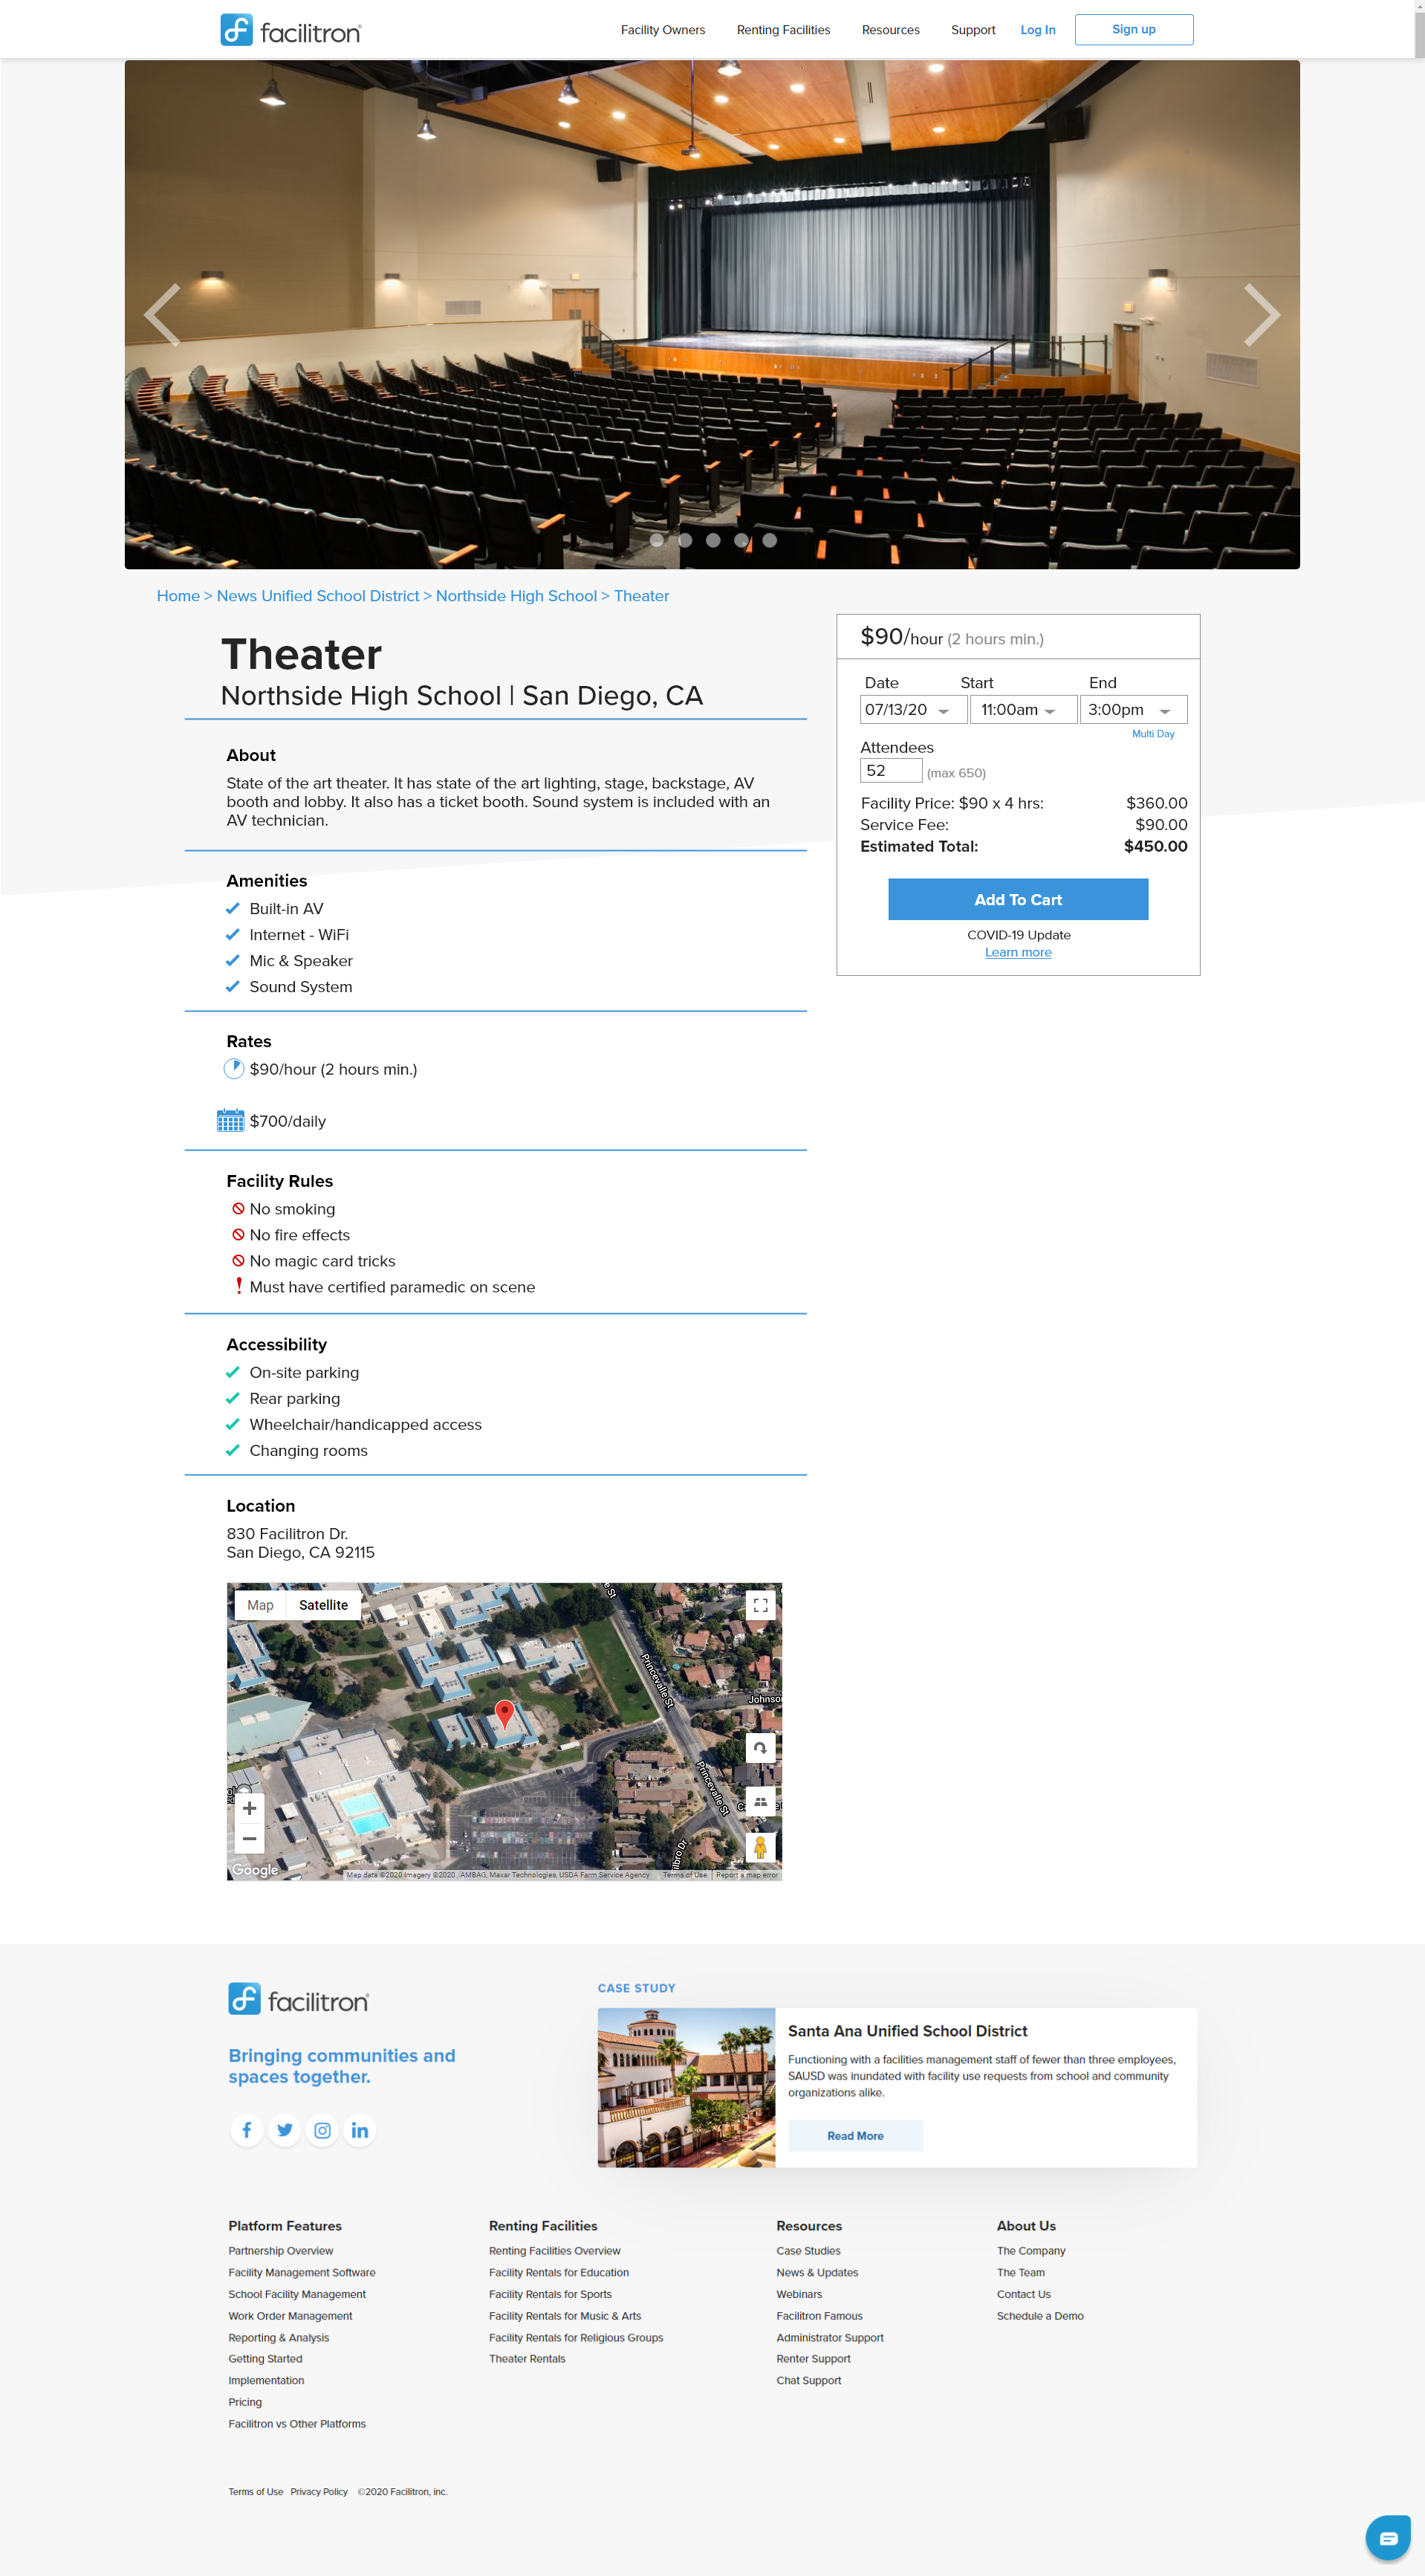 facilitron
Facility Owners Renting Facilities Resources Support Log In Sign up
Home > News Unified School District > Northside High School > Theater
Theater
Northside High School | San Diego, CA
$90/hour (2 hours min.)
Date Start End
07/13/20 11:00am 3:00pm
Multi Day
Attendees
52 (max 650)
Facility Price: $90 x 4 hrs: $360.00
Service Fee: $90.00
Estimated Total: $450.00
Add To Cart
COVID-19 Update
Learn more
About
State of the art theater. It has state of the art lighting, stage, backstage, AV
booth and lobby. It also has a ticket booth. Sound system is included with an
AV technician.
Amenities
Built-in AV
Internet - WiFi
Mic & Speaker
Sound System
Rates
$90/hour (2 hours min.)
$700/daily
Facility Rules
No smoking
No fire effects
No magic card tricks
Must have certified paramedic on scene
Accessibility
On-site parking
Rear parking
Wheelchair/handicapped access
Changing rooms
Location
830 Facilitron Dr.
San Diego, CA 92115
Map Satellite
Princevalle St
Johnso
Princevalle St
Google
Map data ©2020 Imagery ©2020 , AMBAG, Maxar Technologies, USDA Farm Service Agency Terms of Use Report a map error
facilitron
Bringing communities and
spaces together.
CASE STUDY
Santa Ana Unified School District
Functioning with a facilities management staff of fewer than three employees,
SAUSD was inundated with facility use requests from school and community
organizations alike.
Read More
Platform Features
Partnership Overview
Facility Management Software
School Facility Management
Work Order Management
Reporting & Analysis
Getting Started
Implementation
Pricing
Facilitron vs Other Platforms
Renting Facilities
Renting Facilities Overview
Facility Rentals for Education
Facility Rentals for Sports
Facility Rentals for Music & Arts
Facility Rentals for Religious Groups
Theater Rentals
Resources
Case Studies
News & Updates
Webinars
Facilitron Famous
Administrator Support
Renter Support
Chat Support
About Us
The Company
The Team
Contact Us
Schedule a Demo
Terms of Use Privacy Policy ©2020 Facilitron, inc.